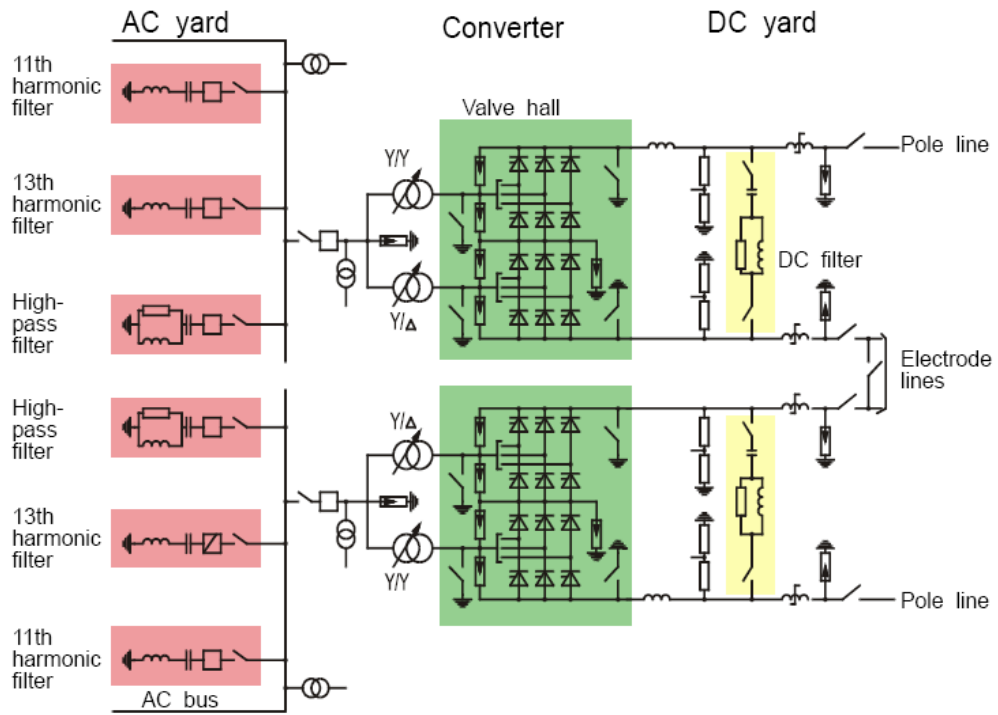 AC yard
Converter
DC yard
11th
harmonic
filter
Valve hall
Y/Y
Pole line
13th
harmonic
filter
DC filter
High-
pass
filter
Y/Δ
Electrode
lines
High-
pass
filter
Y/Δ
13th
harmonic
filter
Y/Y
Pole line
11th
harmonic
filter
AC bus